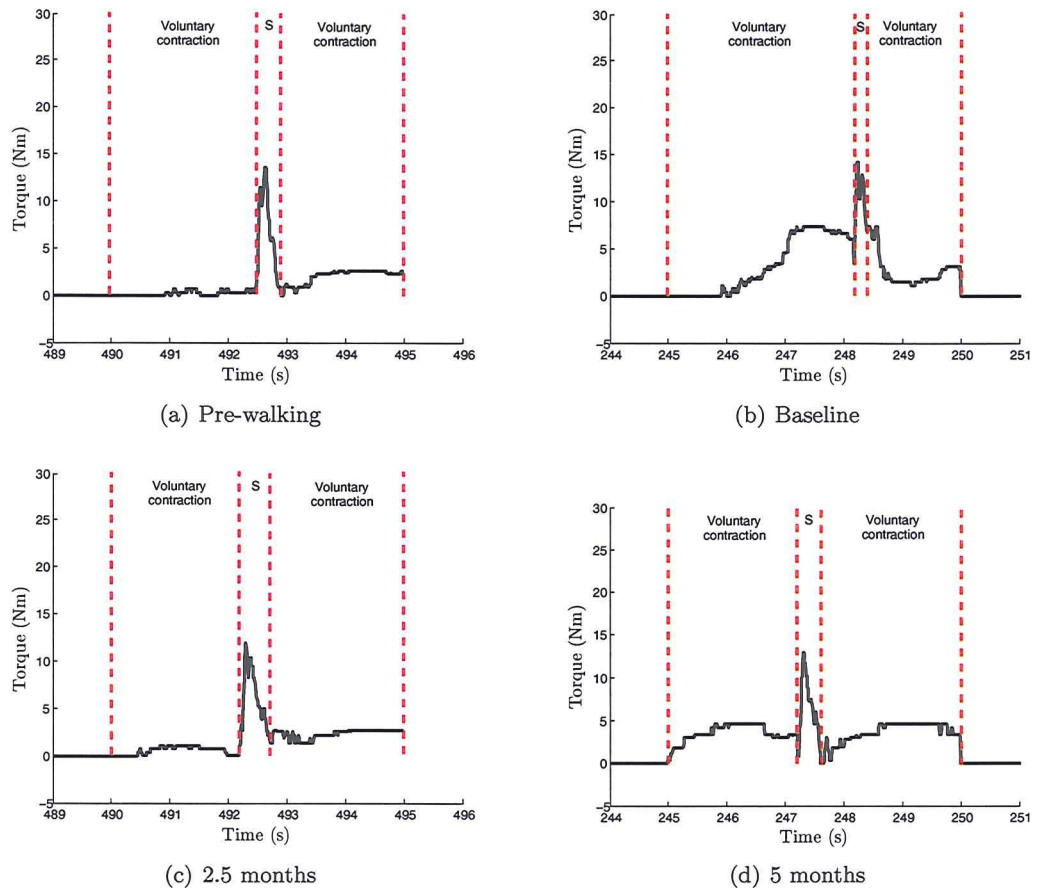 30
25
20
15
10
5
0
−5
Torque (Nm)
Voluntary
contraction
S
Voluntary
contraction
489 490 491 492 493 494 495 496
Time (s)
(a) Pre-walking
30
25
20
15
10
5
0
−5
Torque (Nm)
Voluntary
contraction
S
Voluntary
contraction
244 245 246 247 248 249 250 251
Time (s)
(b) Baseline
30
25
20
15
10
5
0
−5
Torque (Nm)
Voluntary
contraction
S
Voluntary
contraction
489 490 491 492 493 494 495 496
Time (s)
(c) 2.5 months
30
25
20
15
10
5
0
−5
Torque (Nm)
Voluntary
contraction
S
Voluntary
contraction
244 245 246 247 248 249 250 251
Time (s)
(d) 5 months